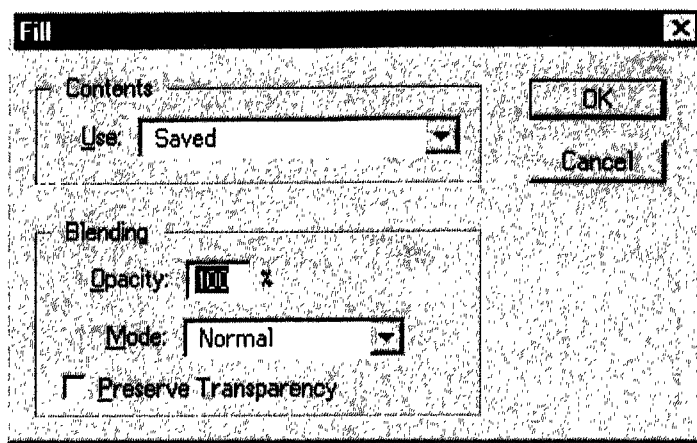 Fill
Contents
OK
Use: Saved
Cancel
Blending
Opacity: 100 %
Mode: Normal
Preserve Transparency